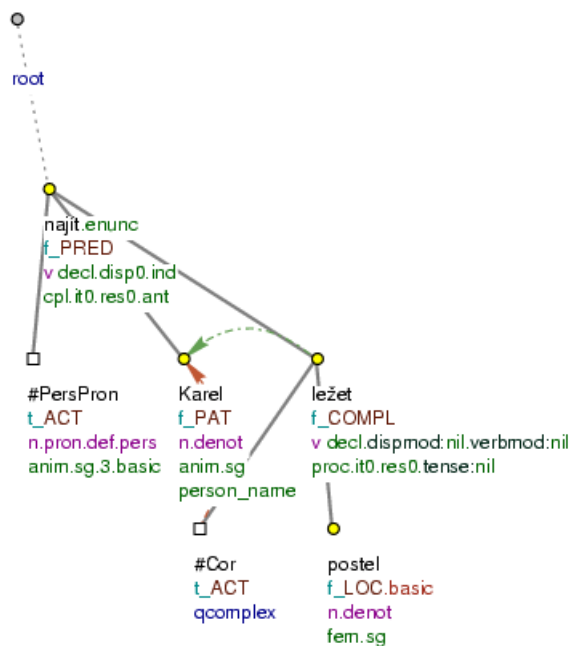 root
najít.enunc
f_PRED
v decl.disp0.ind
cpl.it0.res0.ant
#PersPron
t_ACT
n.pron.def.pers
anim.sg.3.basic
Karel
f_PAT
n.denot
anim.sg
person_name
ležet
f_COMPL
v decl.dispmod:nil.verbmod:nil
proc.it0.res0.tense:nil
#Cor
t_ACT
qcomplex
postel
f_LOC.basic
n.denot
fem.sg